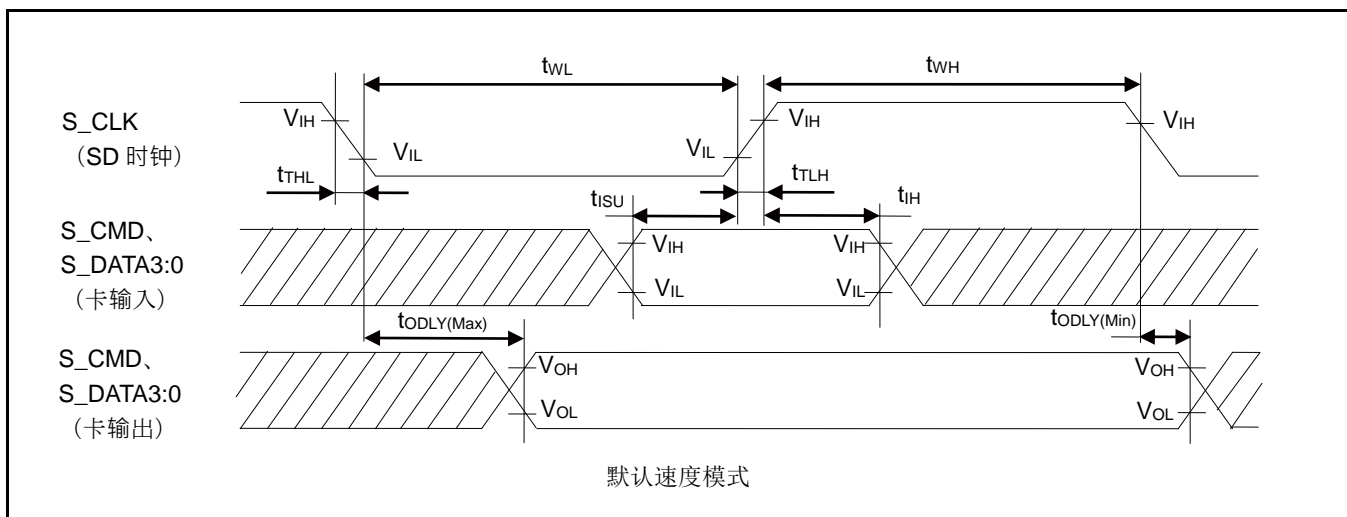 tWL
tWH
S_CLK
（SD 时钟）
VIH
VIL
VIL
VIH
VIH
tTHL
tTLH
tISU
tIH
S_CMD、
S_DATA3:0
（卡输入）
VIH
VIL
VIH
VIL
tODLY(Max)
tODLY(Min)
S_CMD、
S_DATA3:0
（卡输出）
VOH
VOL
VOH
VOL
默认速度模式